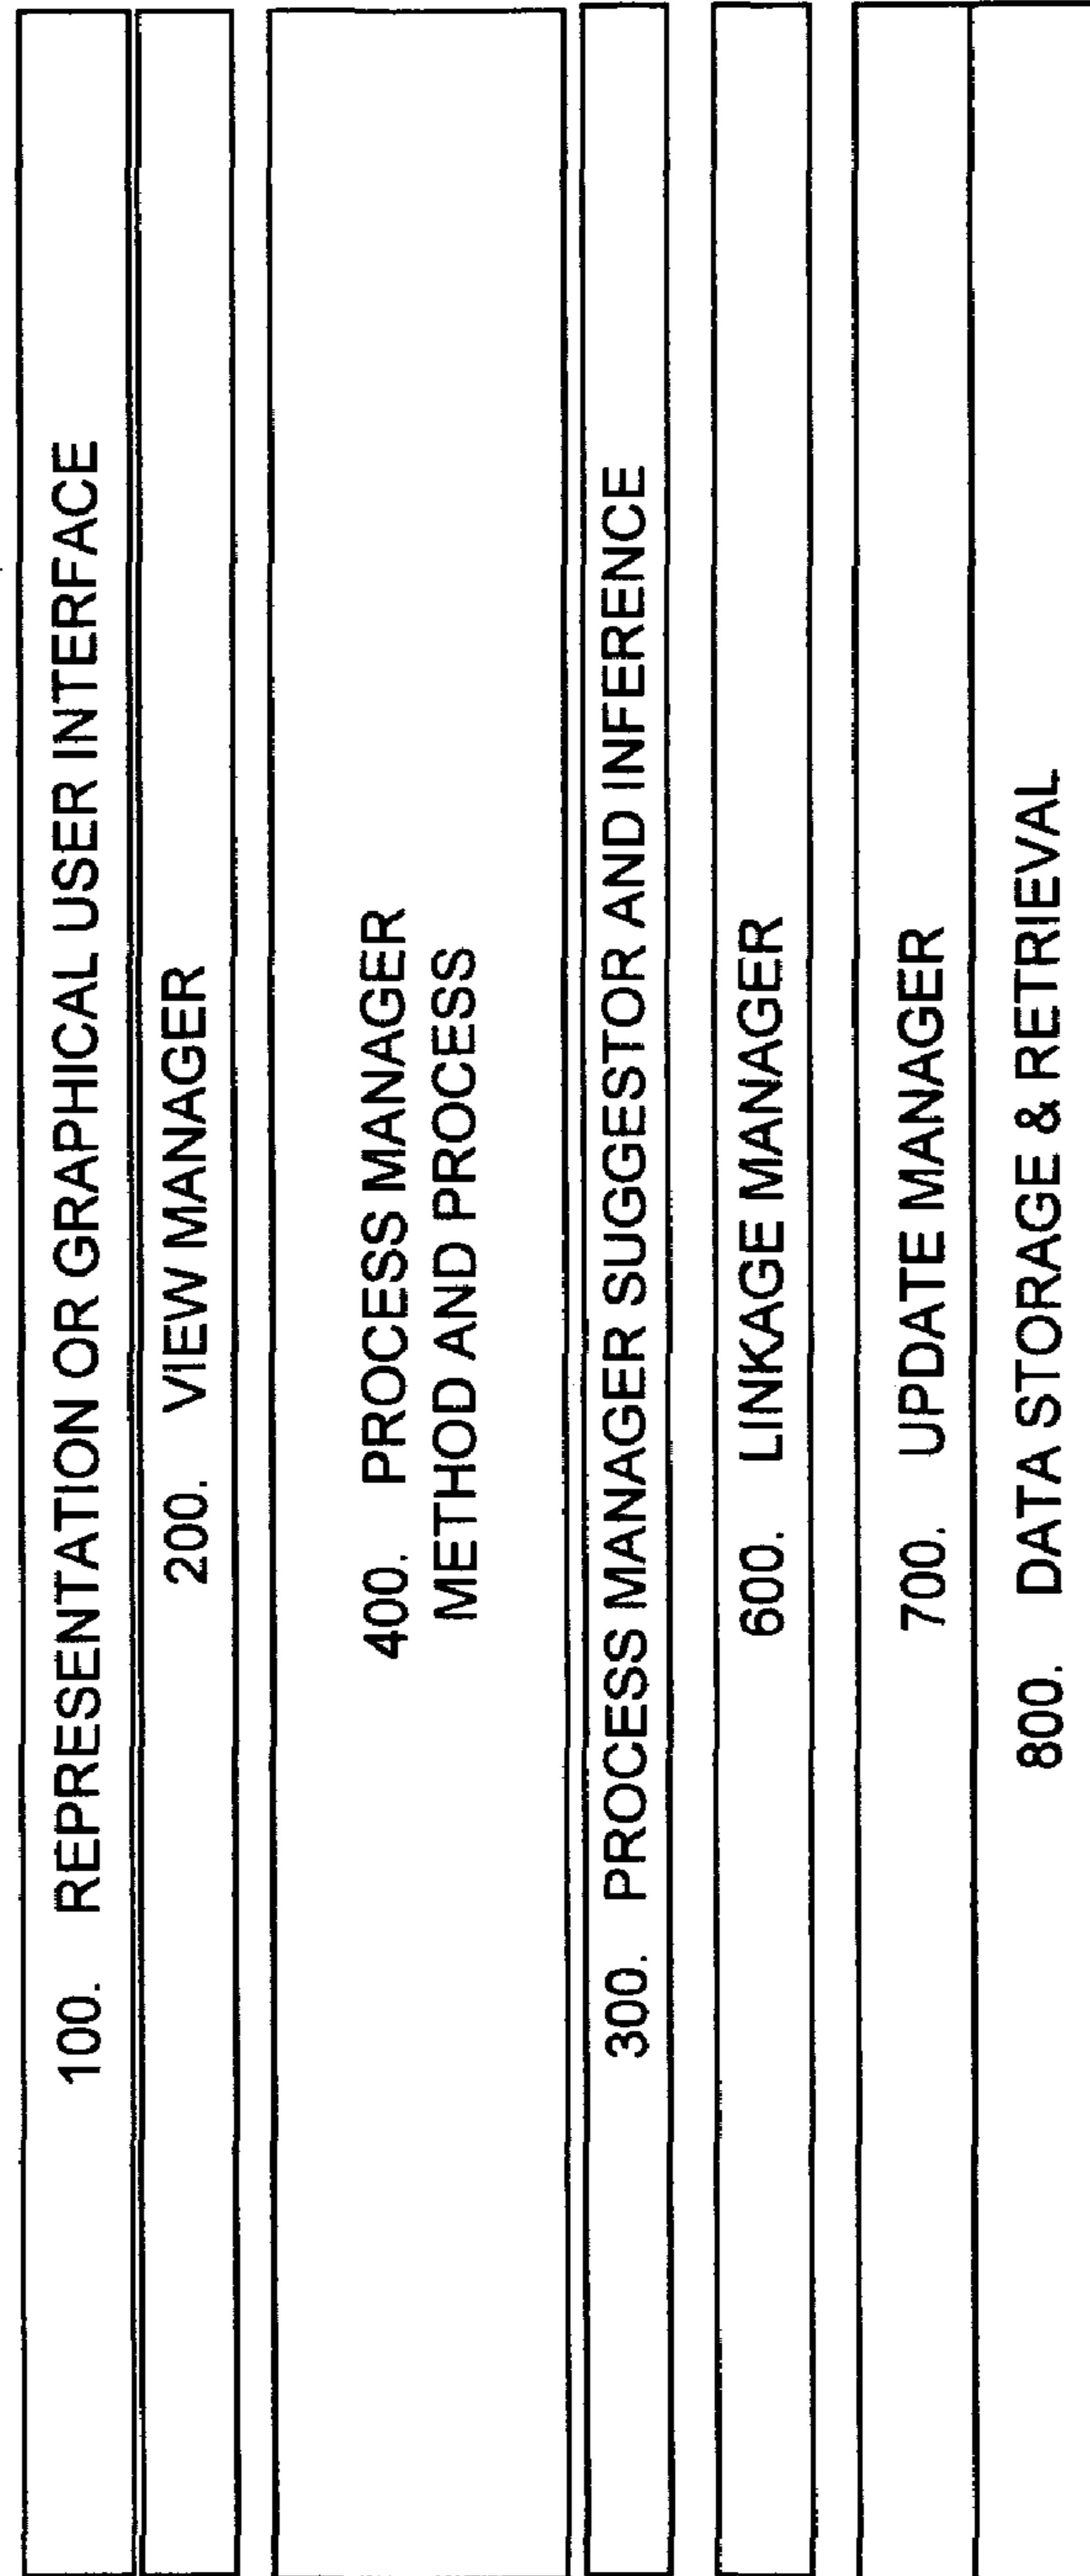 100. REPRESENTATION OR GRAPHICAL USER INTERFACE
200. VIEW MANAGER
400. PROCESS MANAGER
METHOD AND PROCESS
300. PROCESS MANAGER SUGGESTOR AND INFERENCE
600. LINKAGE MANAGER
700. UPDATE MANAGER
800. DATA STORAGE & RETRIEVAL